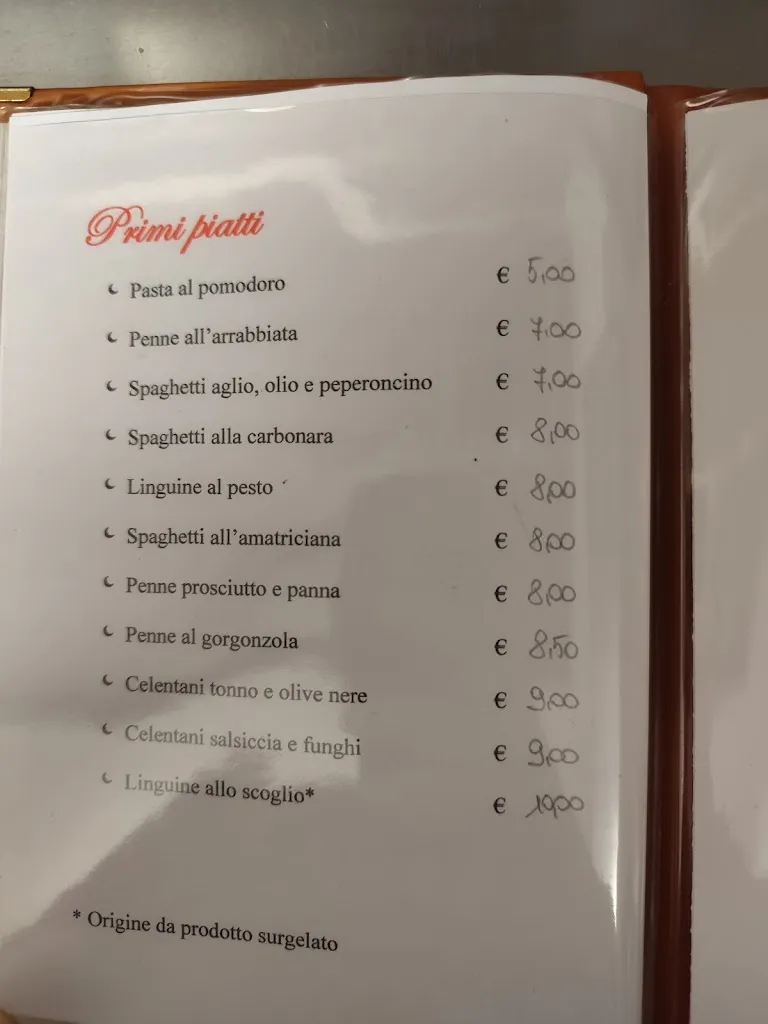 Primi piatti
Pasta al pomodoro € 5,00
Penne all'arrabbiata € 7,00
Spaghetti aglio, olio e peperoncino € 7,00
Spaghetti alla carbonara € 8,00
Linguine al pesto € 8,00
Spaghetti all'amatriciana € 8,00
Penne prosciutto e panna € 8,00
Penne al gorgonzola € 8,50
Celentani tonno e olive nere € 9,00
Celentani salsiccia e funghi € 9,00
Linguine allo scoglio* € 10,00
* Origine da prodotto surgelato